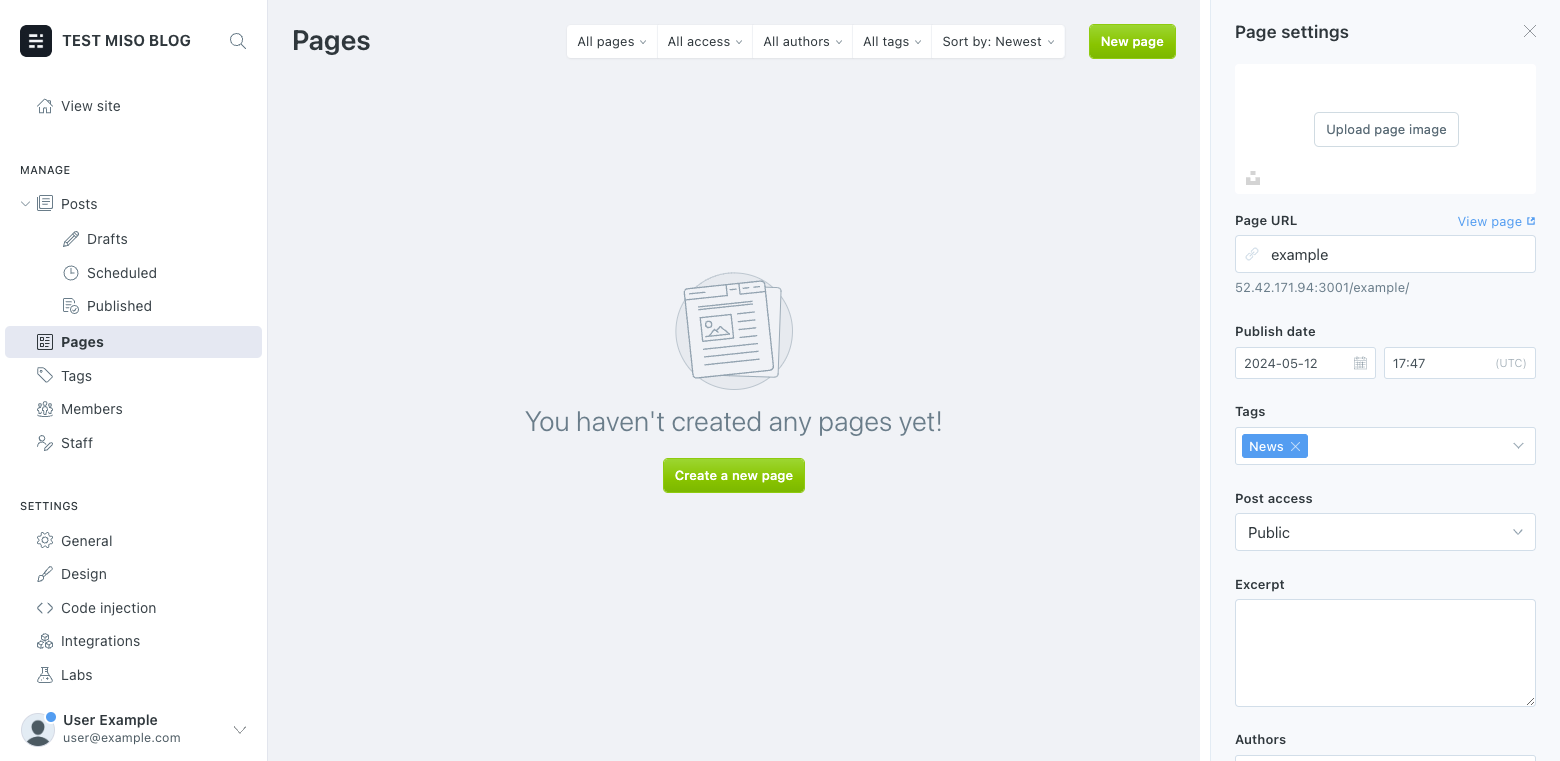 TEST MISO BLOG
View site
MANAGE
Posts
Drafts
Scheduled
Published
Pages
Tags
Members
Staff
SETTINGS
General
Design
Code injection
Integrations
Labs
User Example
user@example.com
Pages
All pages
All access
All authors
All tags
Sort by: Newest
New page
You haven't created any pages yet!
Create a new page
Page settings
Upload page image
Page URL
View page
example
52.42.171.94:3001/example/
Publish date
2024-05-12
17:47 (UTC)
Tags
News
Post access
Public
Excerpt
Authors